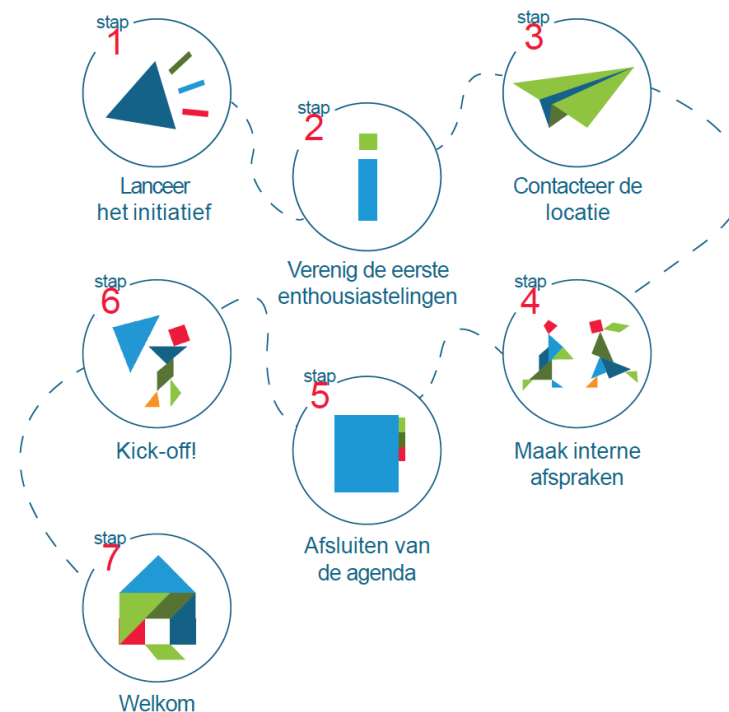 stap
1
Lanceer
het initiatief
stap
2
Verenig de eerste
enthousiastelingen
stap
3
Contacteer de
locatie
stap
4
Maak interne
afspraken
stap
5
Afsluiten van
de agenda
stap
6
Kick-off!
stap
7
Welkom